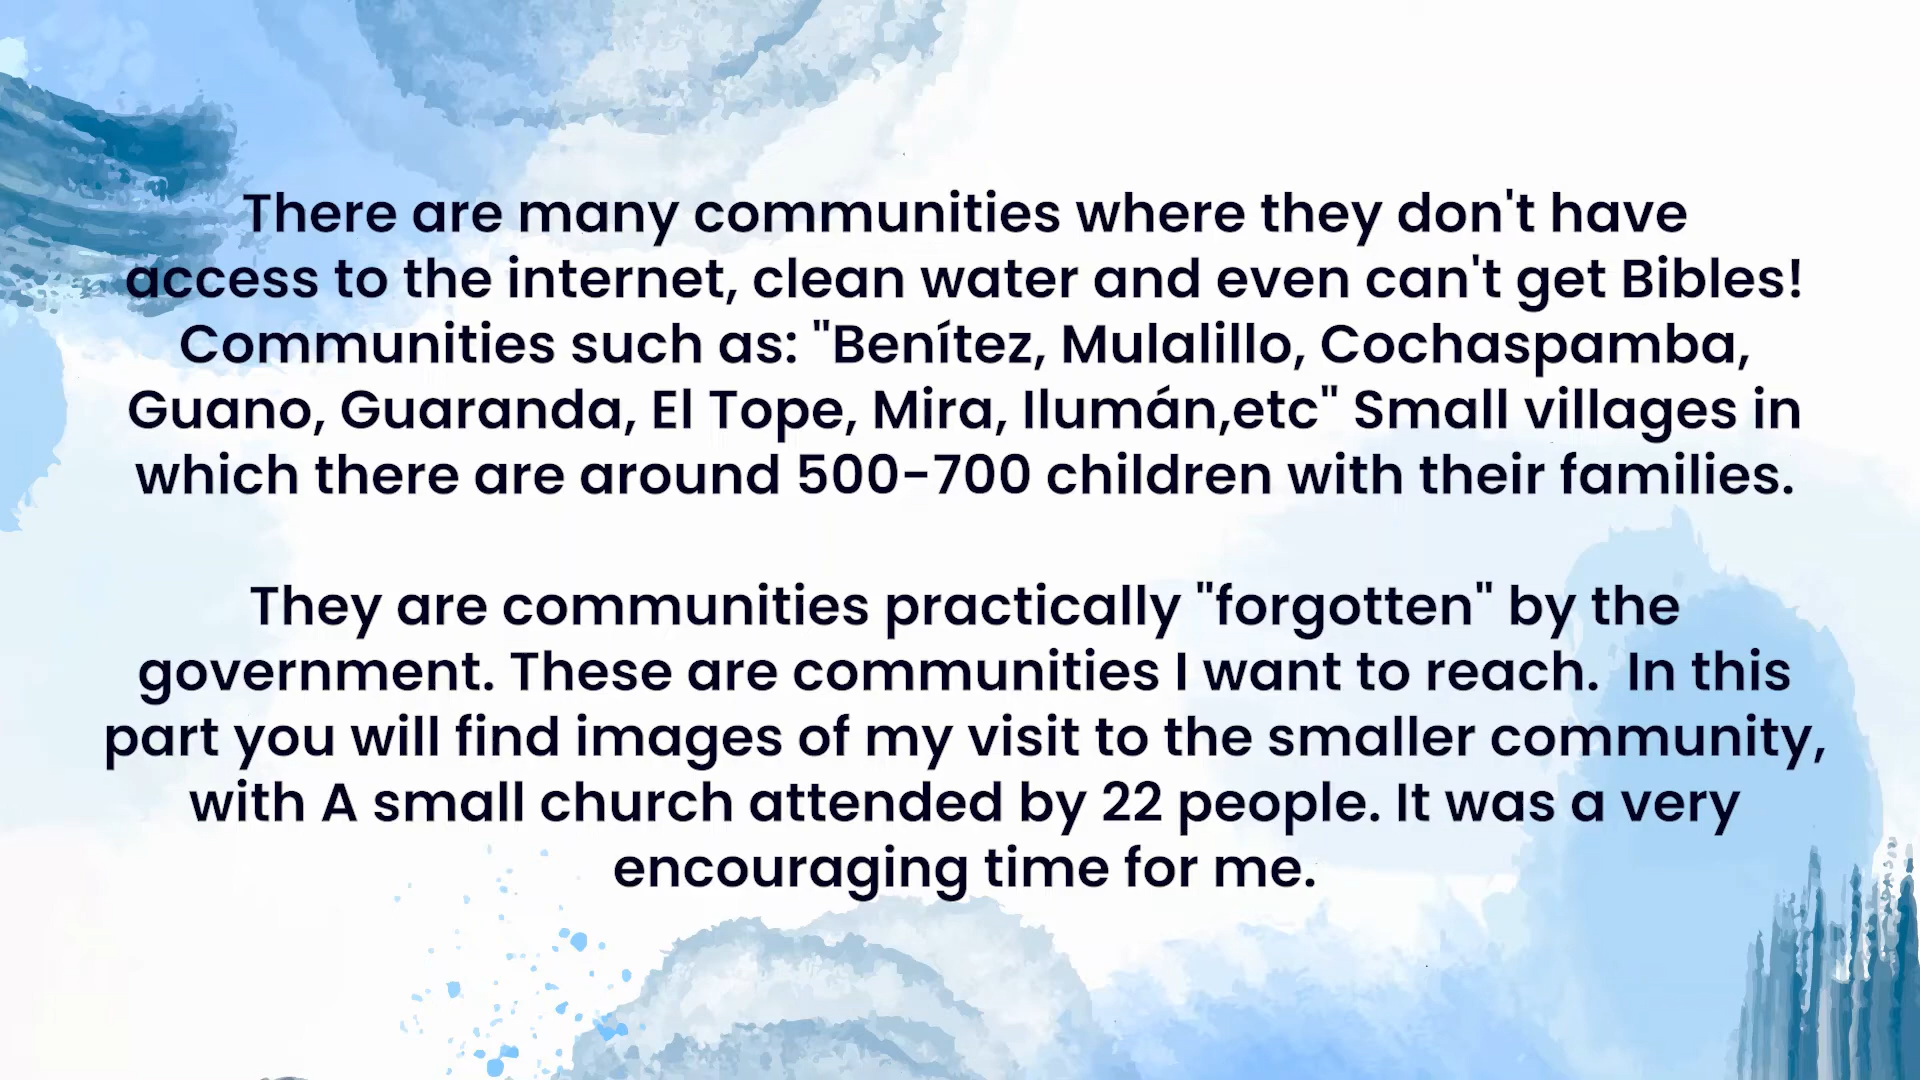 There are many communities where they don't have
access to the internet, clean water and even can't get Bibles!
Communities such as: "Benítez, Mulalillo, Cochaspamba,
Guano, Guaranda, El Tope, Mira, Ilumán,etc" Small villages in
which there are around 500-700 children with their families.
They are communities practically "forgotten" by the
government. These are communities I want to reach.  In this
part you will find images of my visit to the smaller community,
with A small church attended by 22 people. It was a very
encouraging time for me.